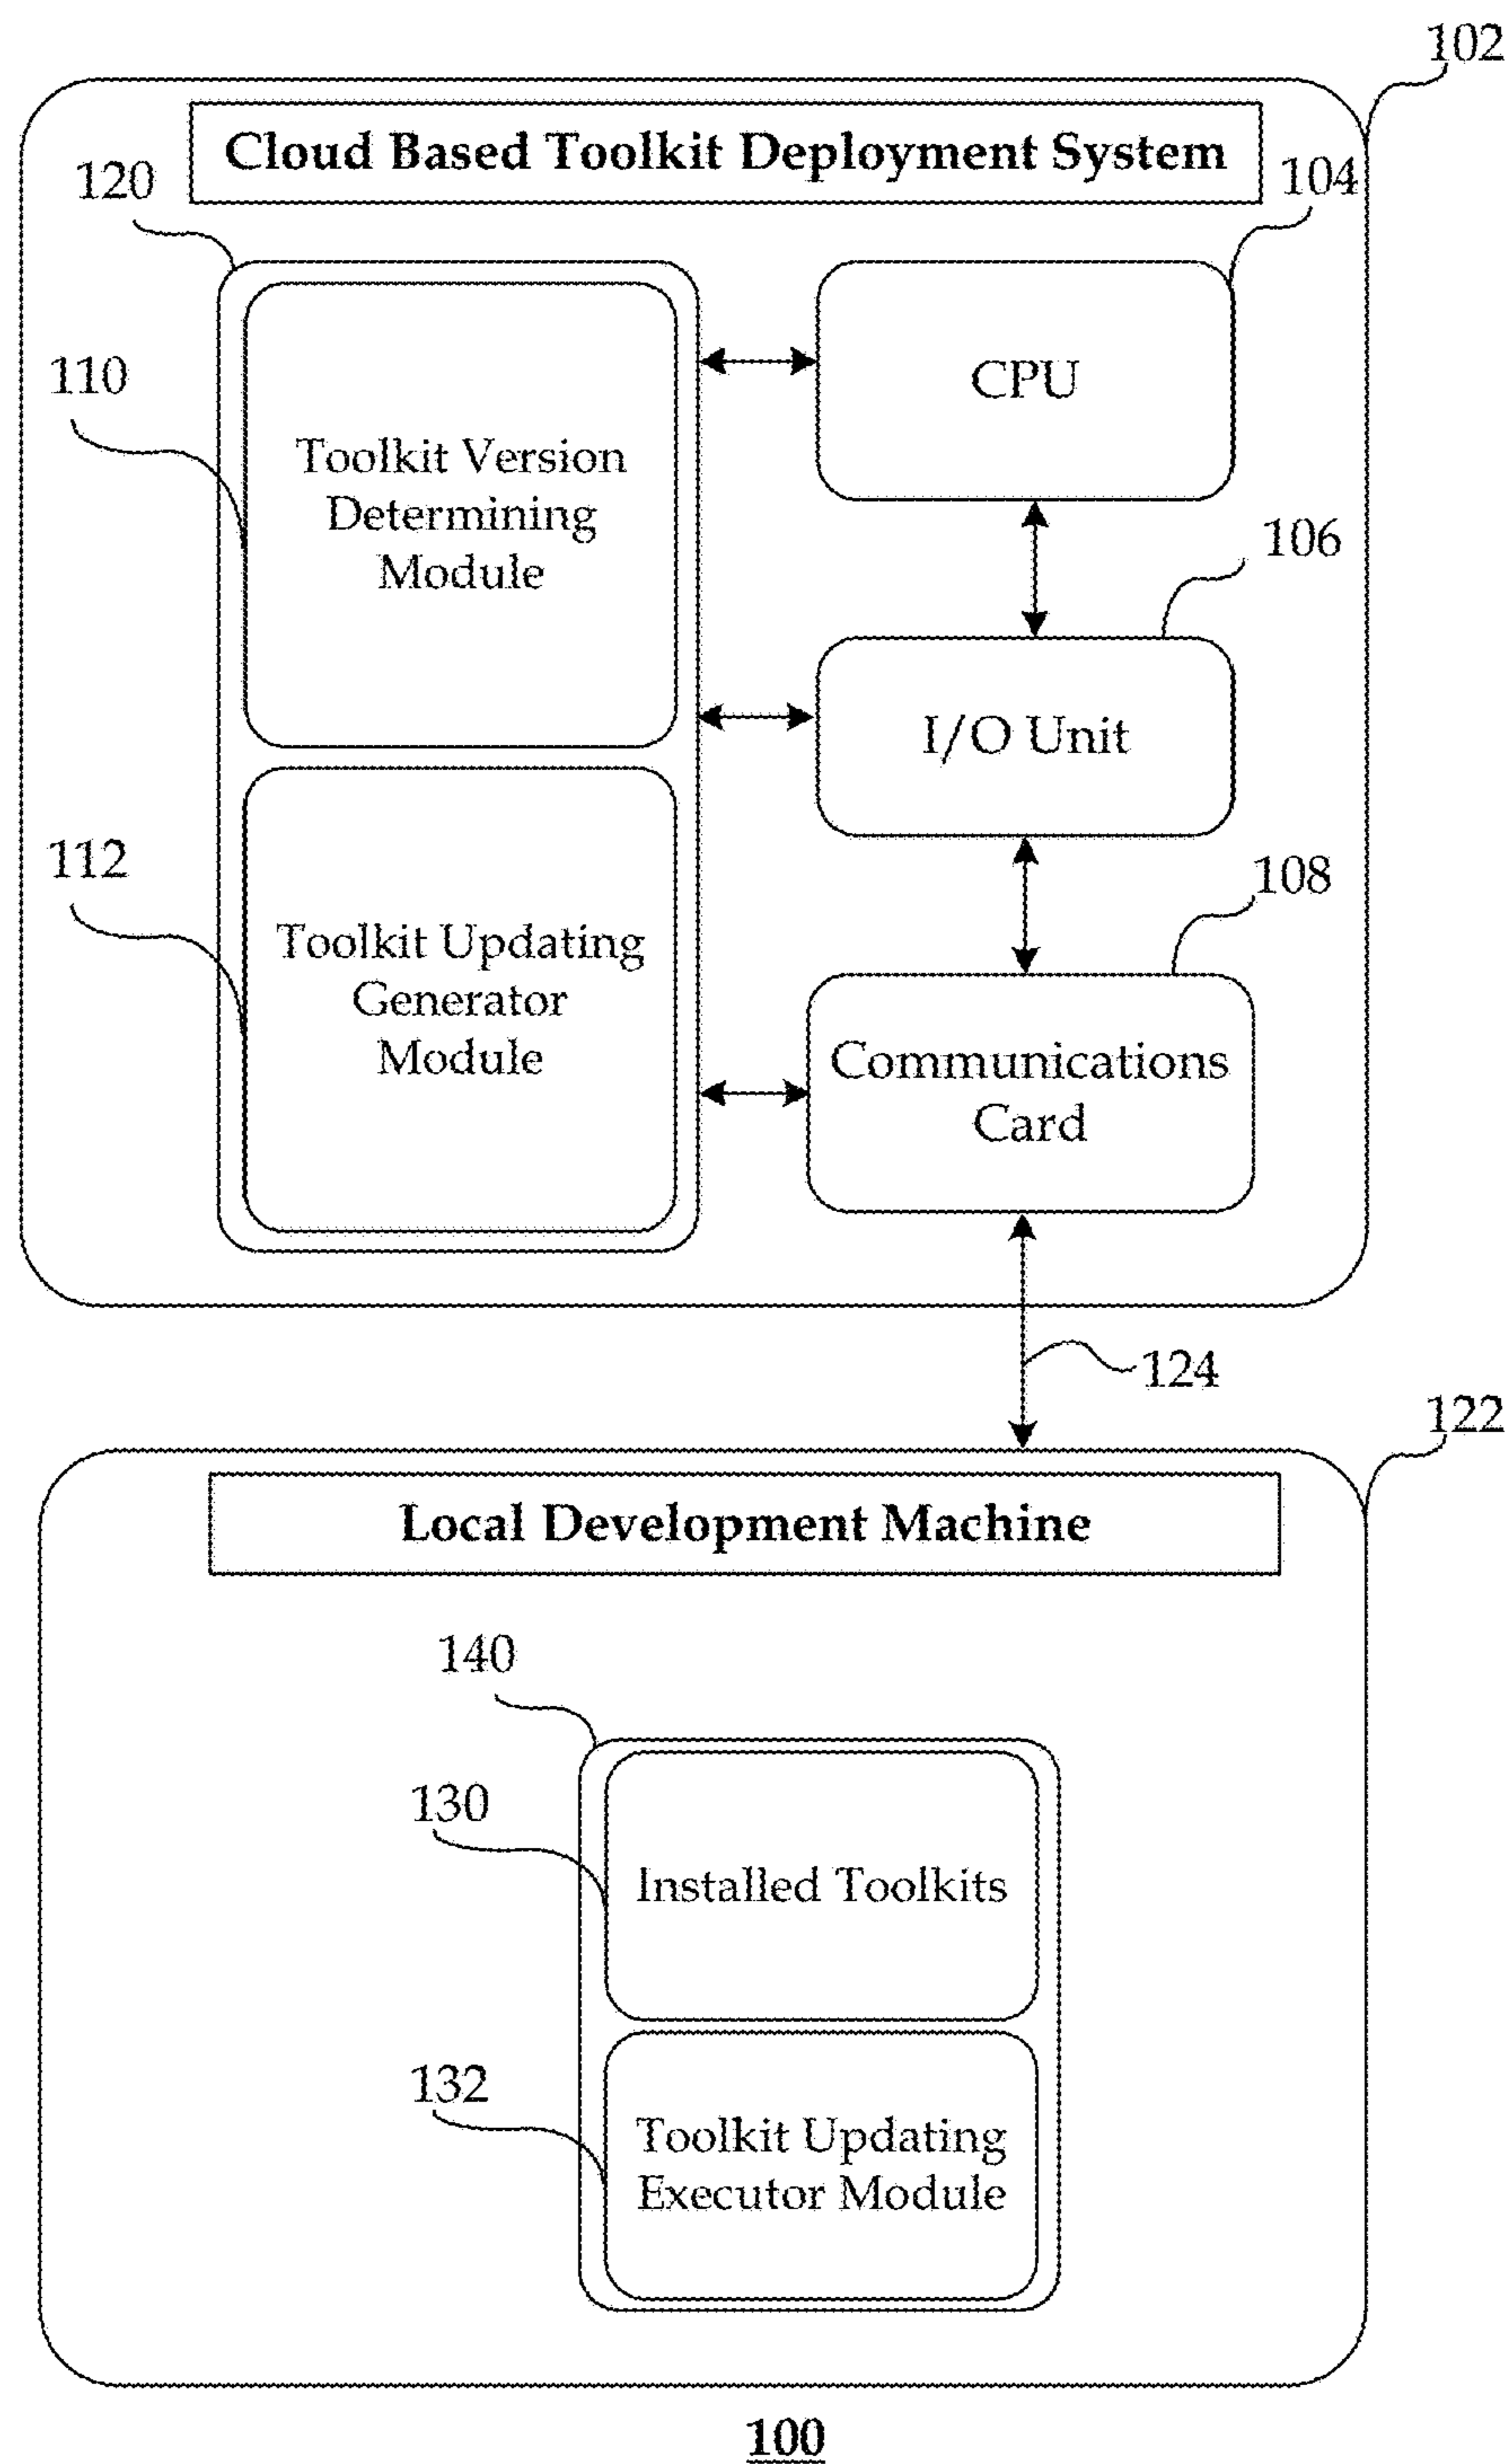 102
Cloud Based Toolkit Deployment System
120
104
110
Toolkit Version
Determining
Module
CPU
106
I/O Unit
112
Toolkit Updating
Generator
Module
108
Communications
Card
124
122
Local Development Machine
140
130
Installed Toolkits
132
Toolkit Updating
Executor Module
100